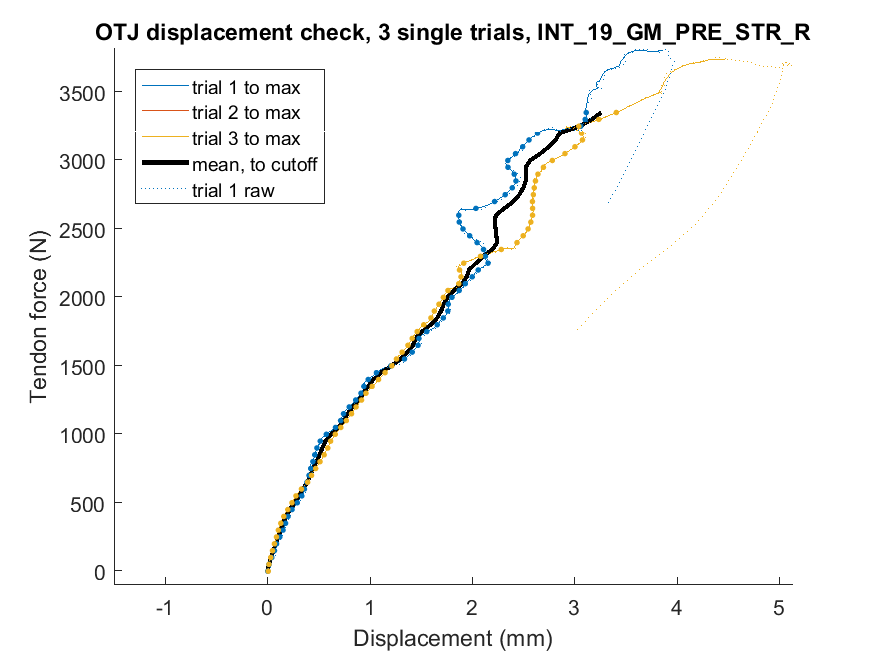 OTJ displacement check, 3 single trials, INT_19_GM_PRE_STR_R
trial 1 to max
trial 2 to max
trial 3 to max
mean, to cutoff
trial 1 raw
3500
3000
2500
2000
1500
1000
500
0
Tendon force (N)
-1 0 1 2 3 4 5
Displacement (mm)